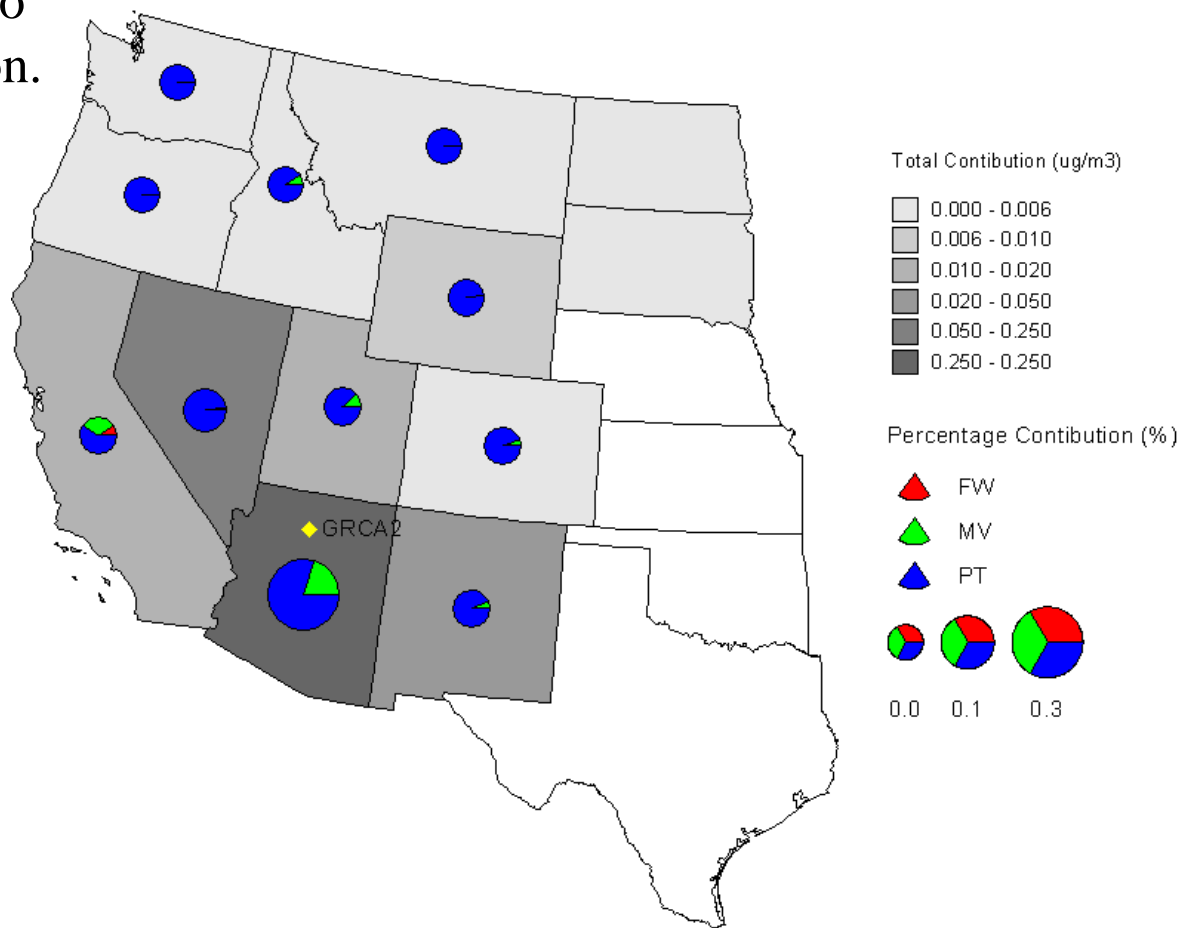 on.
Total Contibution (ug/m3)
0.000 - 0.006
0.006 - 0.010
0.010 - 0.020
0.020 - 0.050
0.050 - 0.250
0.250 - 0.250
GRCA2
Percentage Contibution (%)
FW
MV
PT
0.0 0.1 0.3